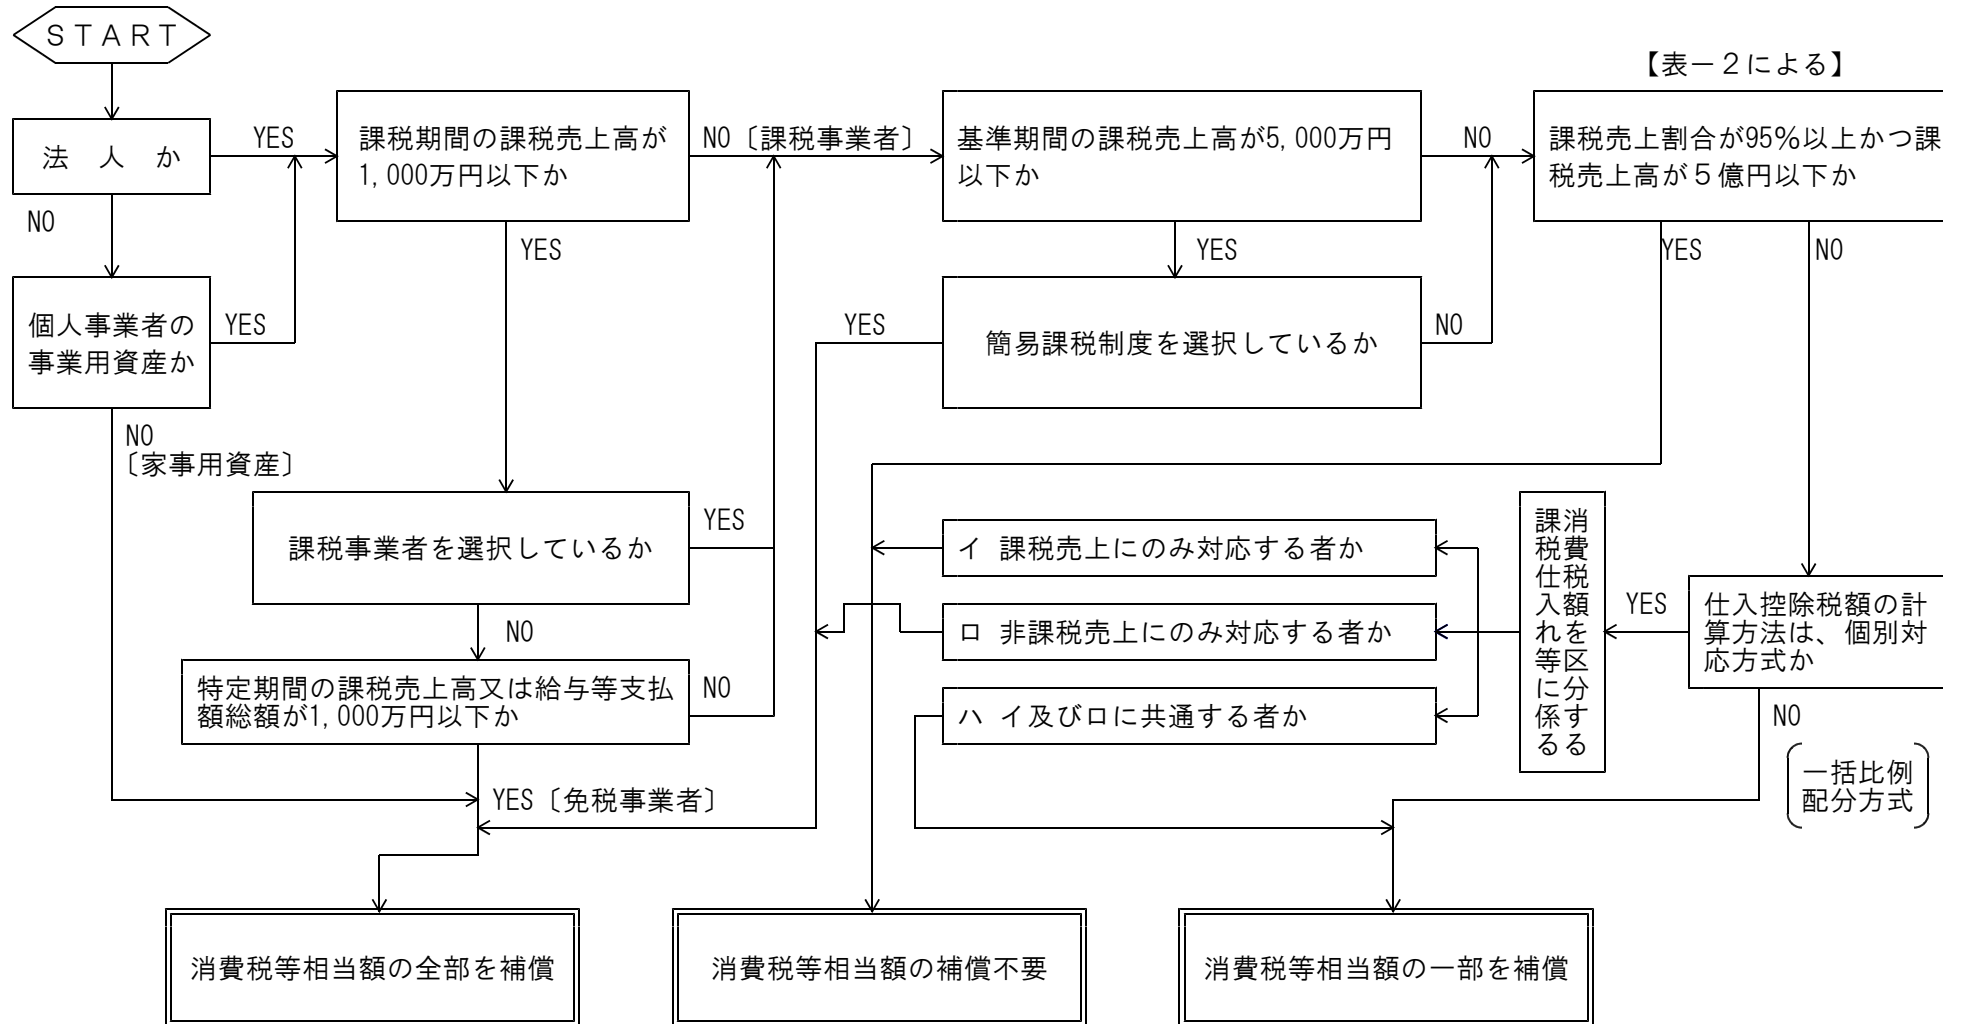 ＳＴＡＲＴ
【表－２による】
法　人　か
YES
NO
課税期間の課税売上高が
1,000万円以下か
NO〔課税事業者〕
YES
基準期間の課税売上高が5,000万円
以下か
NO
YES
課税売上割合が95％以上かつ課
税売上高が５億円以下か
YES
NO
個人事業者の
事業用資産か
YES
NO
〔家事用資産〕
簡易課税制度を選択しているか
YES
NO
課税事業者を選択しているか
YES
NO
特定期間の課税売上高又は給与等支払
額総額が1,000万円以下か
NO
YES〔免税事業者〕
イ 課税売上にのみ対応する者か
ロ 非課税売上にのみ対応する者か
ハ イ及びロに共通する者か
課税仕入れ等に係る
消費税額を区分する
YES
仕入控除税額の計
算方法は、個別対
応方式か
NO
一括比例
配分方式
消費税等相当額の全部を補償
消費税等相当額の補償不要
消費税等相当額の一部を補償